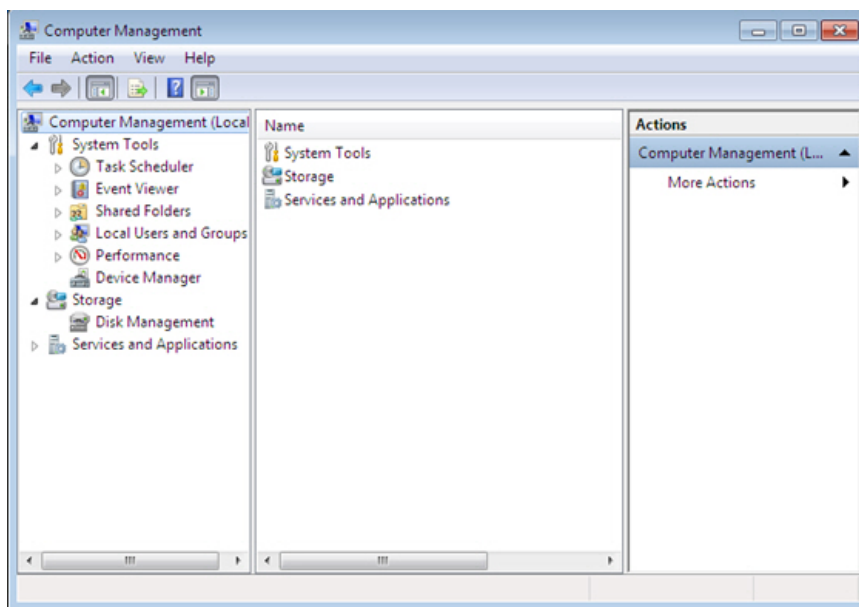 Computer Management
File Action View Help
Computer Management (Local
System Tools
Task Scheduler
Event Viewer
Shared Folders
Local Users and Groups
Performance
Device Manager
Storage
Disk Management
Services and Applications
Name
System Tools
Storage
Services and Applications
Actions
Computer Management (L...
More Actions